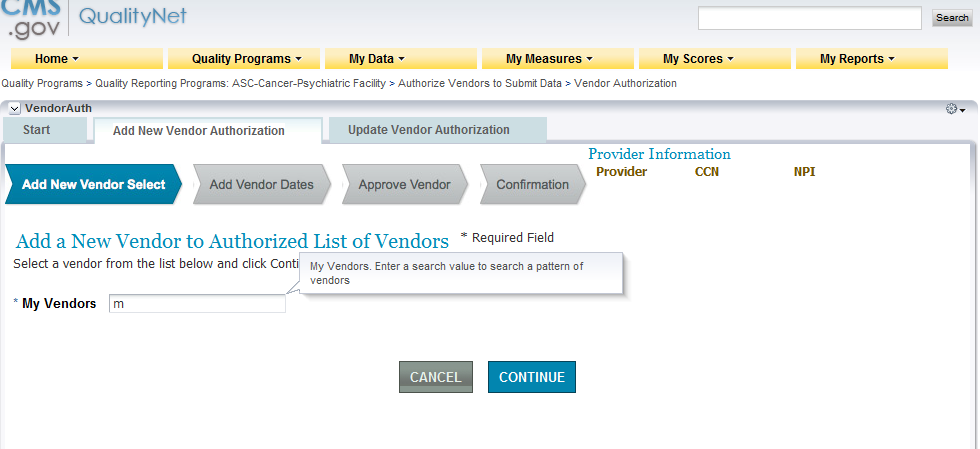 CMS
.gov
QualityNet
Search
Home
Quality Programs
My Data
My Measures
My Scores
My Reports
Quality Programs > Quality Reporting Programs: ASC-Cancer-Psychiatric Facility > Authorize Vendors to Submit Data > Vendor Authorization
VendorAuth
Start
Add New Vendor Authorization
Update Vendor Authorization
Add New Vendor Select
Add Vendor Dates
Approve Vendor
Confirmation
Provider Information
Provider CCN NPI
Add a New Vendor to Authorized List of Vendors * Required Field
Select a vendor from the list below and click Conti
My Vendors. Enter a search value to search a pattern of
vendors
* My Vendors m
CANCEL
CONTINUE